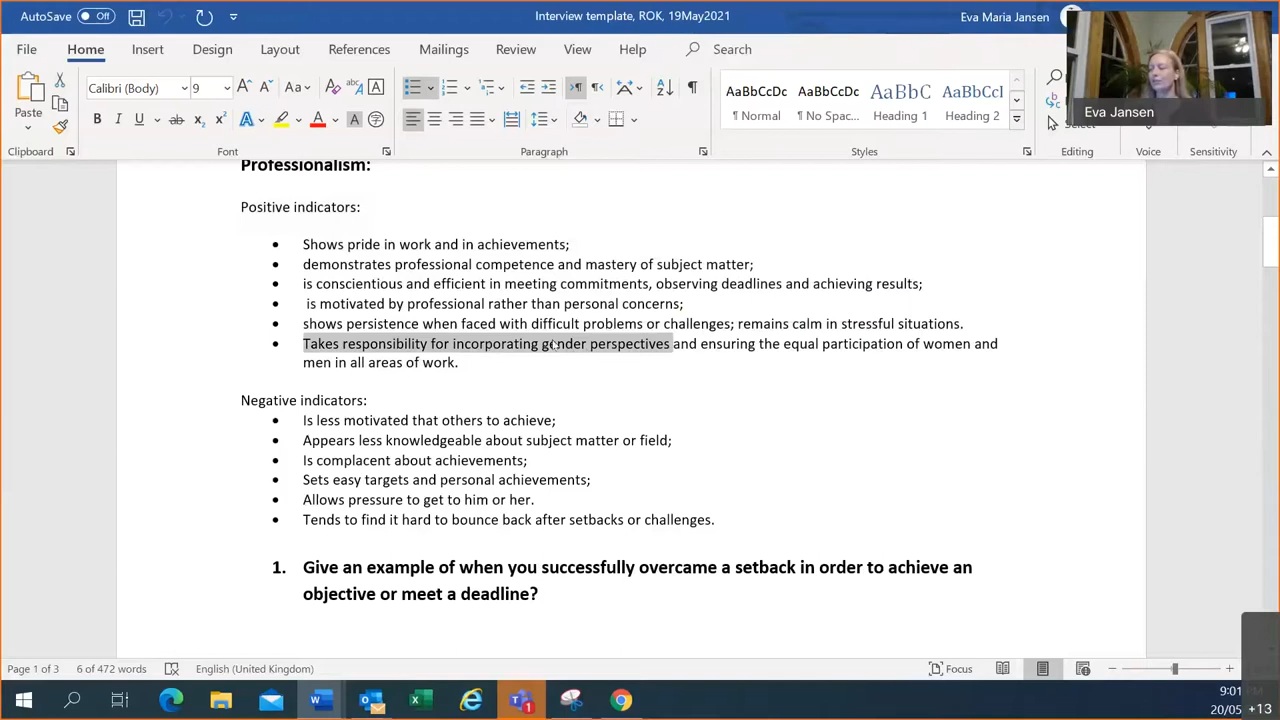 AutoSave Off
Interview template, ROK, 19May2021
Eva Maria Jansen
File Home Insert Design Layout References Mailings Review View Help Search
Eva Jansen
Paste
Calibri (Body) 9
AaBbCcDc AaBbCcDc AaBbC AaBbCcI
¶ Normal ¶ No Spac... Heading 1 Heading 2
Clipboard Font Paragraph Styles Editing Voice Sensitivity
Professionalism:
Positive indicators:
• Shows pride in work and in achievements;
• demonstrates professional competence and mastery of subject matter;
• is conscientious and efficient in meeting commitments, observing deadlines and achieving results;
• is motivated by professional rather than personal concerns;
• shows persistence when faced with difficult problems or challenges; remains calm in stressful situations.
• Takes responsibility for incorporating gender perspectives and ensuring the equal participation of women and
men in all areas of work.
Negative indicators:
• Is less motivated that others to achieve;
• Appears less knowledgeable about subject matter or field;
• Is complacent about achievements;
• Sets easy targets and personal achievements;
• Allows pressure to get to him or her.
• Tends to find it hard to bounce back after setbacks or challenges.
1. Give an example of when you successfully overcame a setback in order to achieve an
objective or meet a deadline?
Page 1 of 3 6 of 472 words English (United Kingdom) Focus
9:01
20/05 +13